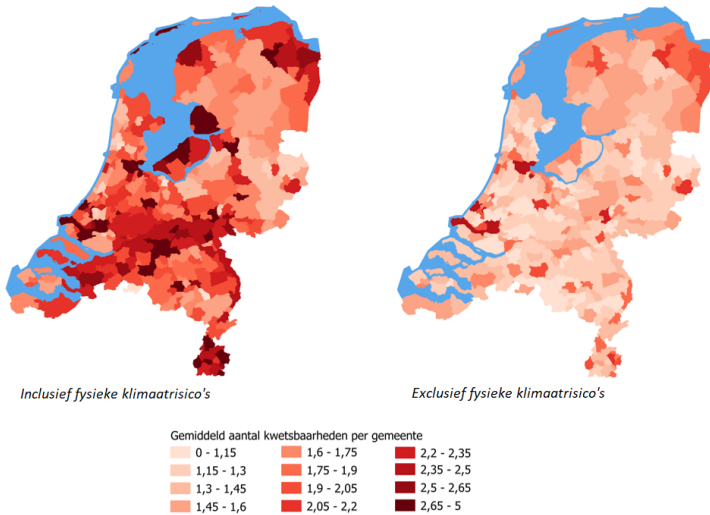 Inclusief fysieke klimaatrisico's
Exclusief fysieke klimaatrisico's
Gemiddeld aantal kwetsbaarheden per gemeente
0 - 1,15
1,15 - 1,3
1,3 - 1,45
1,45 - 1,6
1,6 - 1,75
1,75 - 1,9
1,9 - 2,05
2,05 - 2,2
2,2 - 2,35
2,35 - 2,5
2,5 - 2,65
2,65 - 5